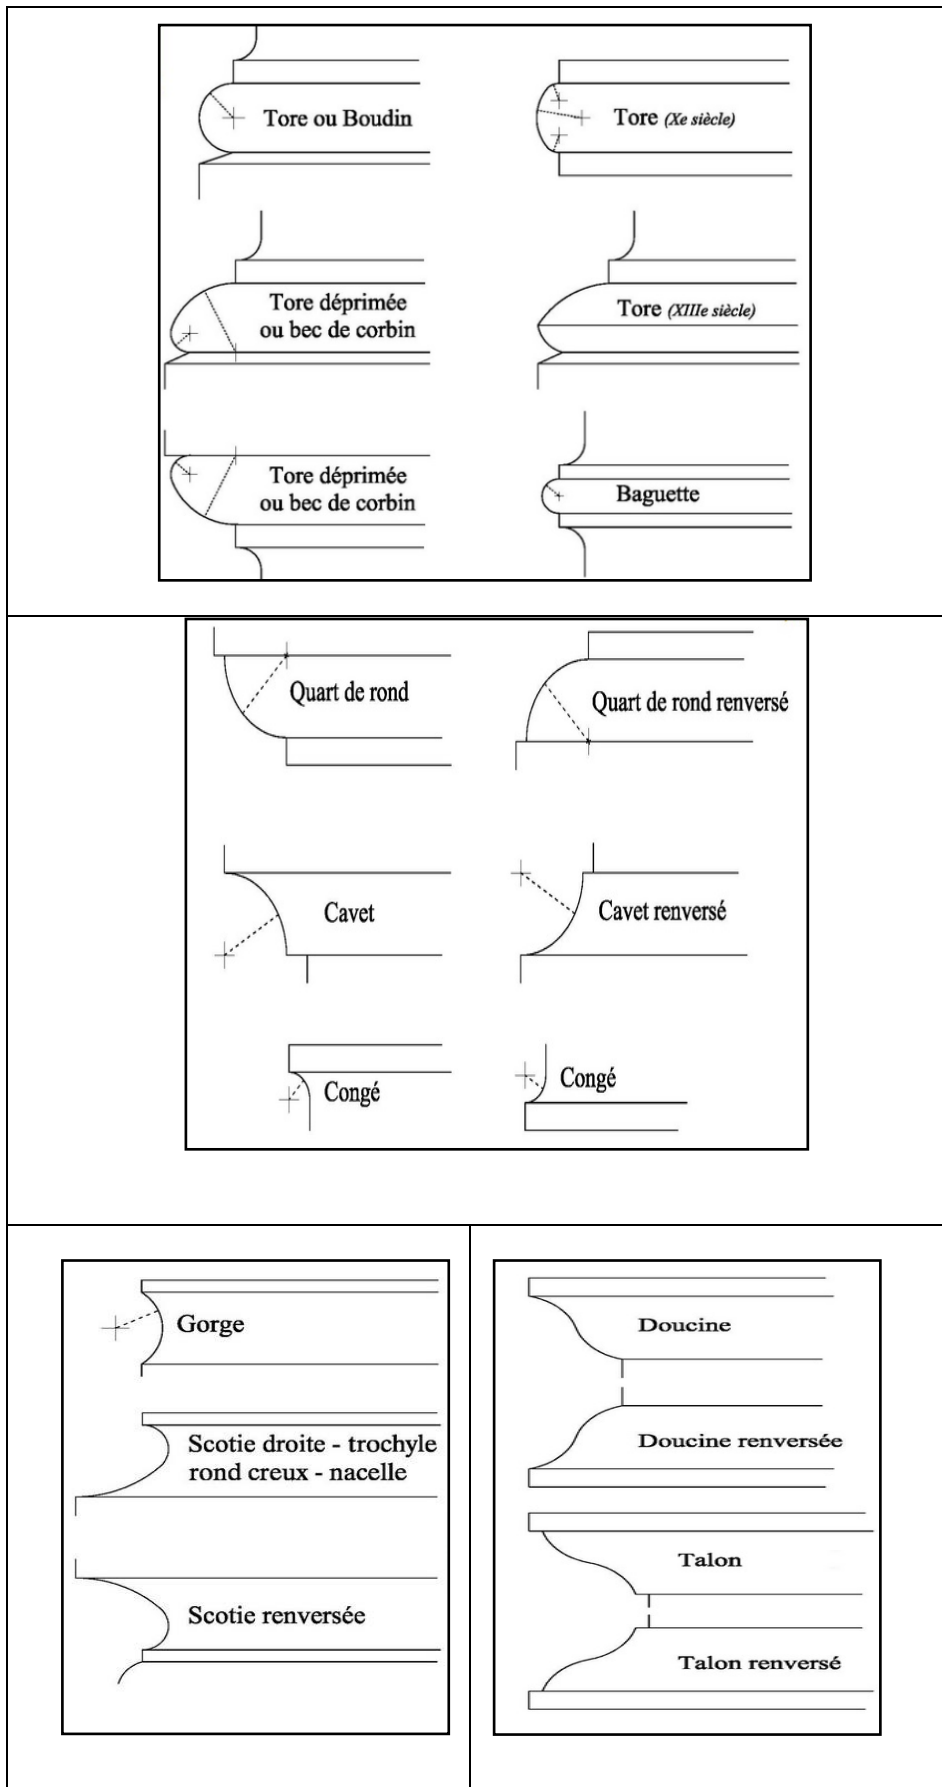 Tore ou Boudin
Tore (Xe siècle)
Tore déprimée
ou bec de corbin
Tore (XIIIe siècle)
Tore déprimée
ou bec de corbin
Baguette
Quart de rond
Quart de rond renversé
Cavet
Cavet renversé
Congé
Congé
Gorge
Scotie droite - trochyle
rond creux - nacelle
Scotie renversée
Doucine
Doucine renversée
Talon
Talon renversé